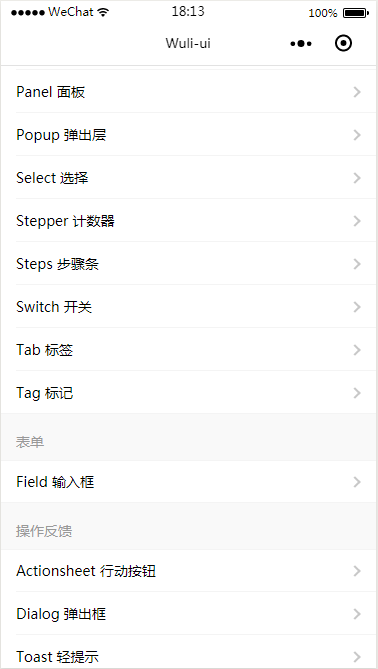 WeChat 18:13 100%
Wuli-ui
Panel 面板
Popup 弹出层
Select 选择
Stepper 计数器
Steps 步骤条
Switch 开关
Tab 标签
Tag 标记
表单
Field 输入框
操作反馈
Actionsheet 行动按钮
Dialog 弹出框
Toast 轻提示